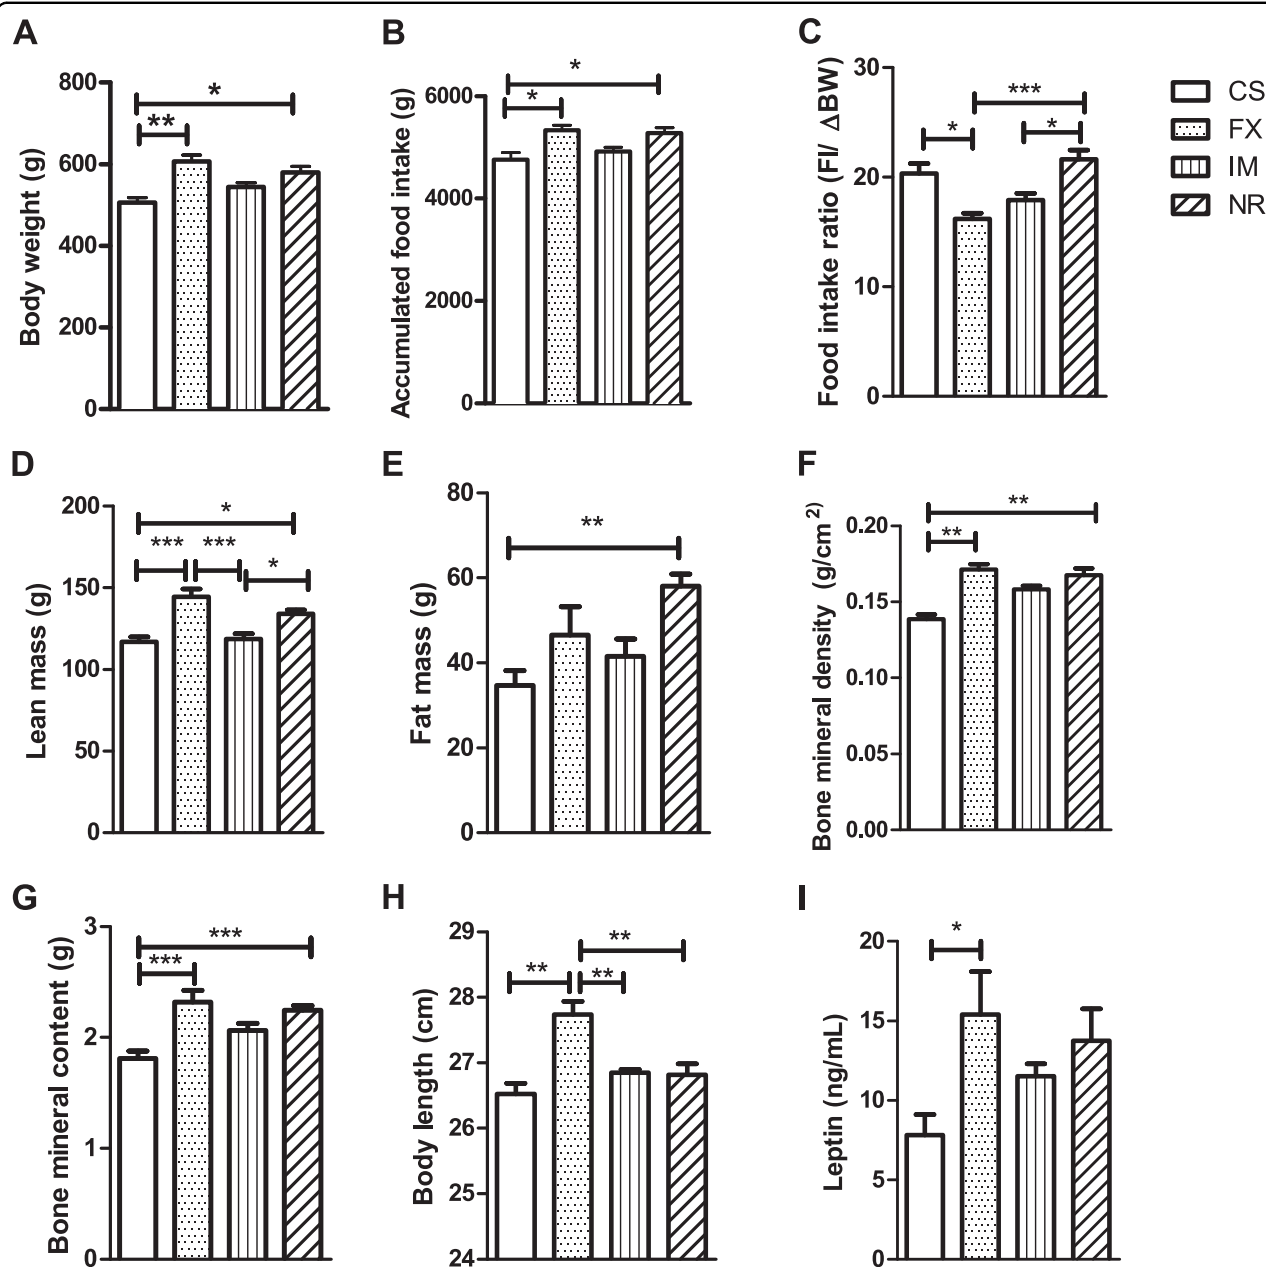 A
Body weight (g)
800
600
400
200
0
*
**
B
Accumulated food intake (g)
6000
4000
2000
0
*
*
C
Food intake ratio (FI/ ΔBW)
30
20
10
0
***
*
*
CS
FX
IM
NR
D
Lean mass (g)
200
150
100
50
0
*
***
***
*
E
Fat mass (g)
80
60
40
20
0
**
F
Bone mineral density (g/cm²)
0.20
0.15
0.10
0.05
0.00
**
**
G
Bone mineral content (g)
3
2
1
0
***
***
H
Body length (cm)
29
28
27
26
25
24
**
**
**
I
Leptin (ng/mL)
20
15
10
5
0
*